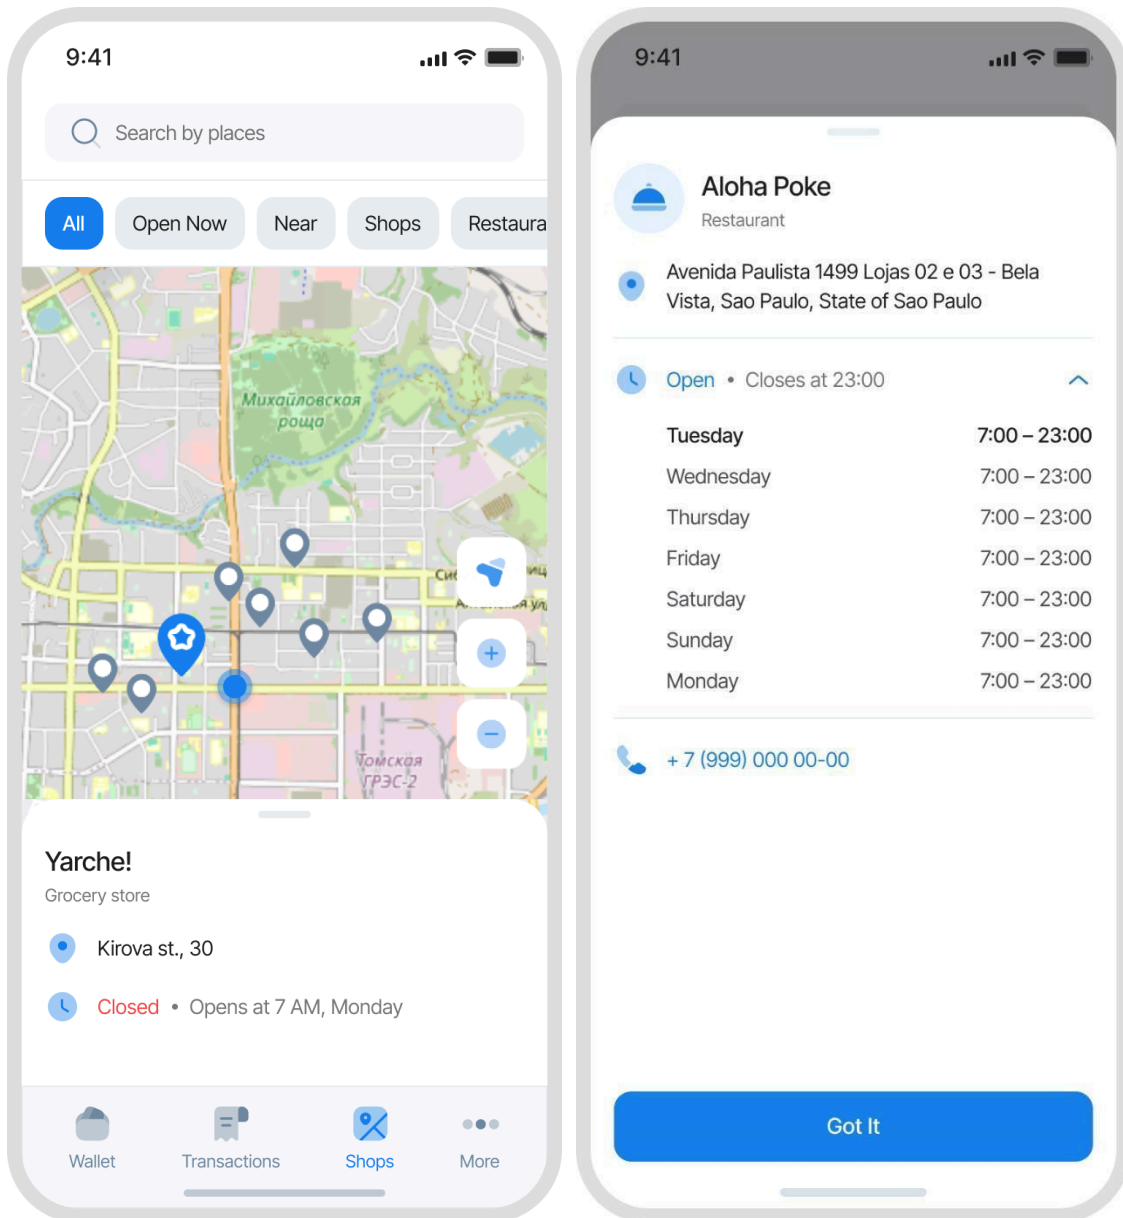 9:41
Search by places
All
Open Now
Near
Shops
Restaura
Михайловская
роща
Томская
ГРЭС-2
Yarche!
Grocery store
Kirova st., 30
Closed • Opens at 7 AM, Monday
Wallet
Transactions
Shops
More
9:41
Aloha Poke
Restaurant
Avenida Paulista 1499 Lojas 02 e 03 - Bela
Vista, Sao Paulo, State of Sao Paulo
Open • Closes at 23:00
Tuesday 7:00 – 23:00
Wednesday 7:00 – 23:00
Thursday 7:00 – 23:00
Friday 7:00 – 23:00
Saturday 7:00 – 23:00
Sunday 7:00 – 23:00
Monday 7:00 – 23:00
+ 7 (999) 000 00-00
Got It